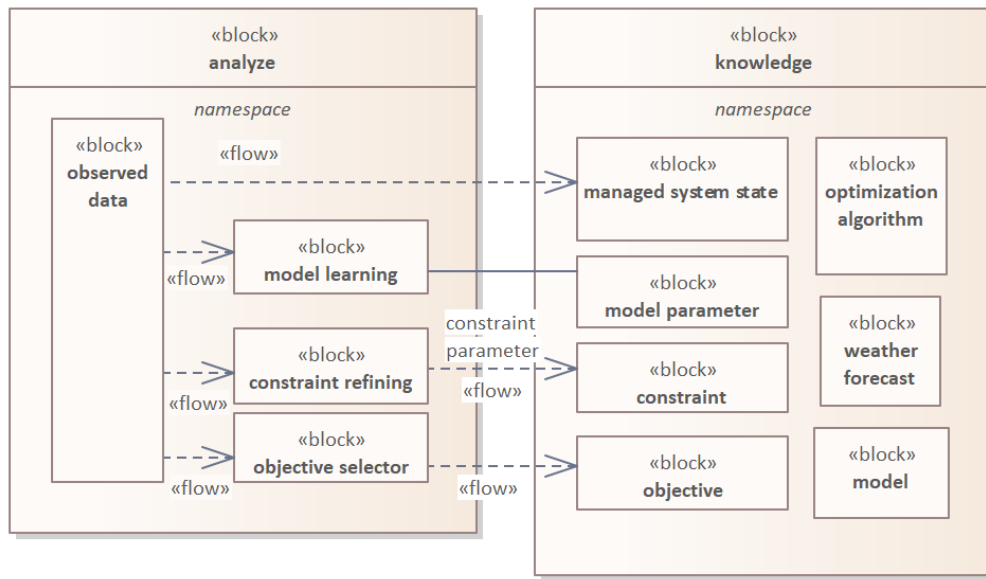 «block»
analyze
namespace
«block»
observed
data
«flow»
«block»
model learning
«flow»
«block»
constraint refining
«flow»
«block»
objective selector
«flow»
constraint
parameter
«flow»
«flow»
«block»
knowledge
namespace
«block»
managed system state
«block»
optimization
algorithm
«block»
model parameter
«block»
weather
forecast
«block»
constraint
«block»
model
«block»
objective